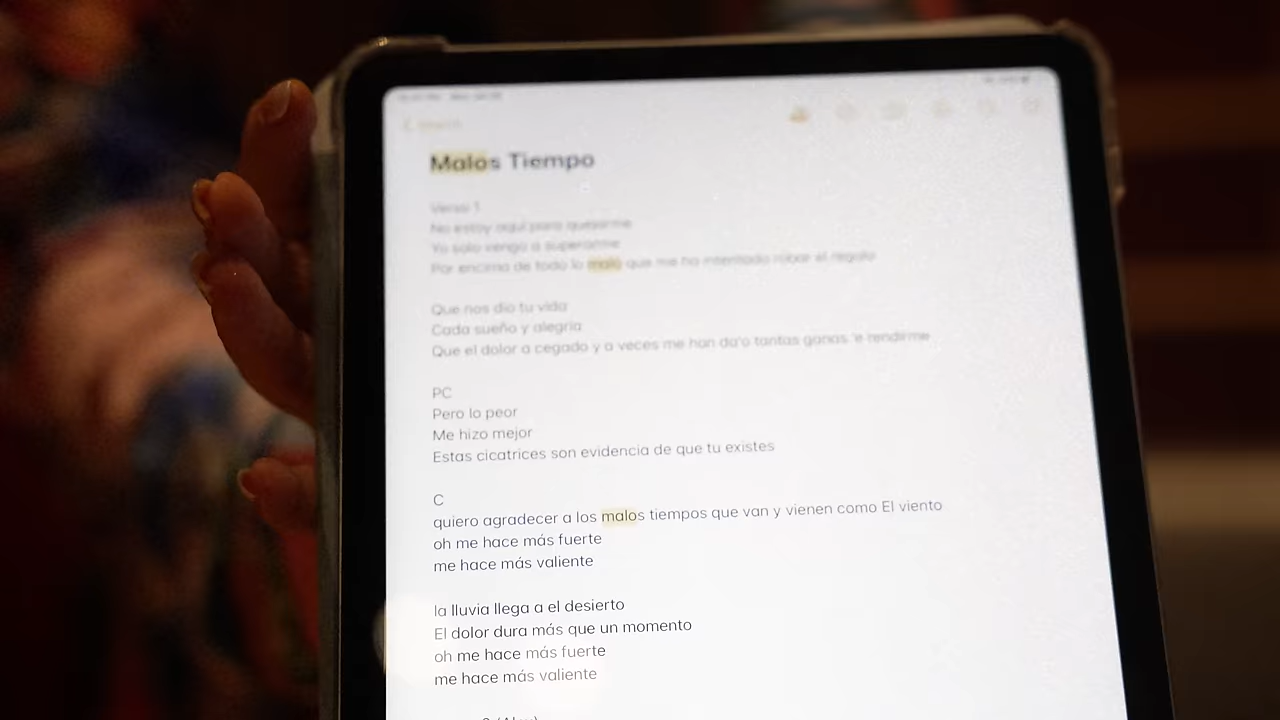 Malos Tiempo
Verso 1
No estoy aquí para quejarme
Yo solo vengo a superarme
Por encima de todo lo malo que me ha intentado robar el regalo
Que nos dio tu vida
Cada sueño y alegria
Que el dolor a cegado y a veces me han da'o tantas ganas 'e rendirme
PC
Pero lo peor
Me hizo mejor
Estas cicatrices son evidencia de que tu existes
C
quiero agradecer a los malos tiempos que van y vienen como El viento
oh me hace más fuerte
me hace más valiente
la lluvia llega a el desierto
El dolor dura más que un momento
oh me hace más fuerte
me hace más valiente